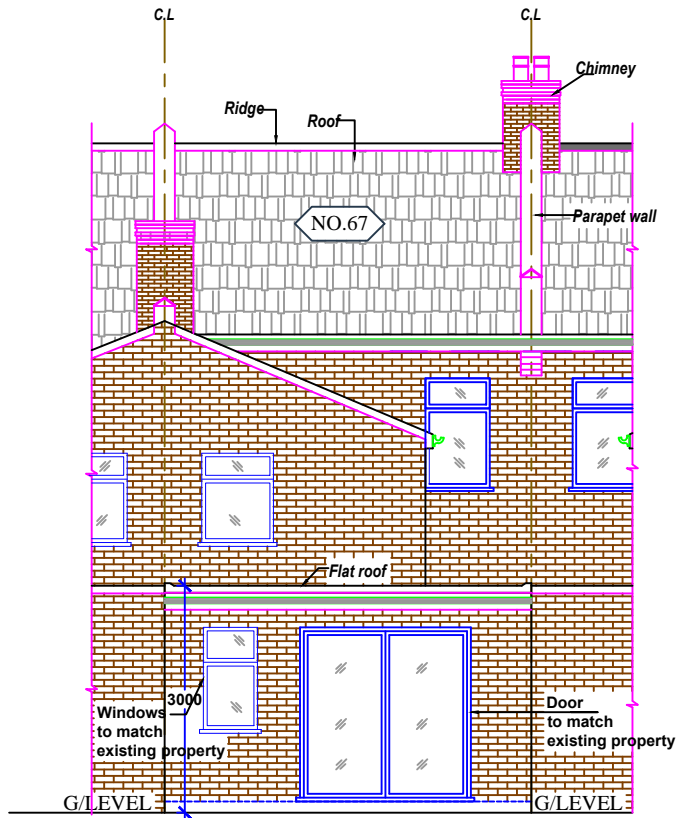 C.L
C.L
Chimney
Ridge
Roof
NO.67
Parapet wall
Flat roof
3000
Windows
to match
existing property
Door
to match
existing property
G/LEVEL
G/LEVEL